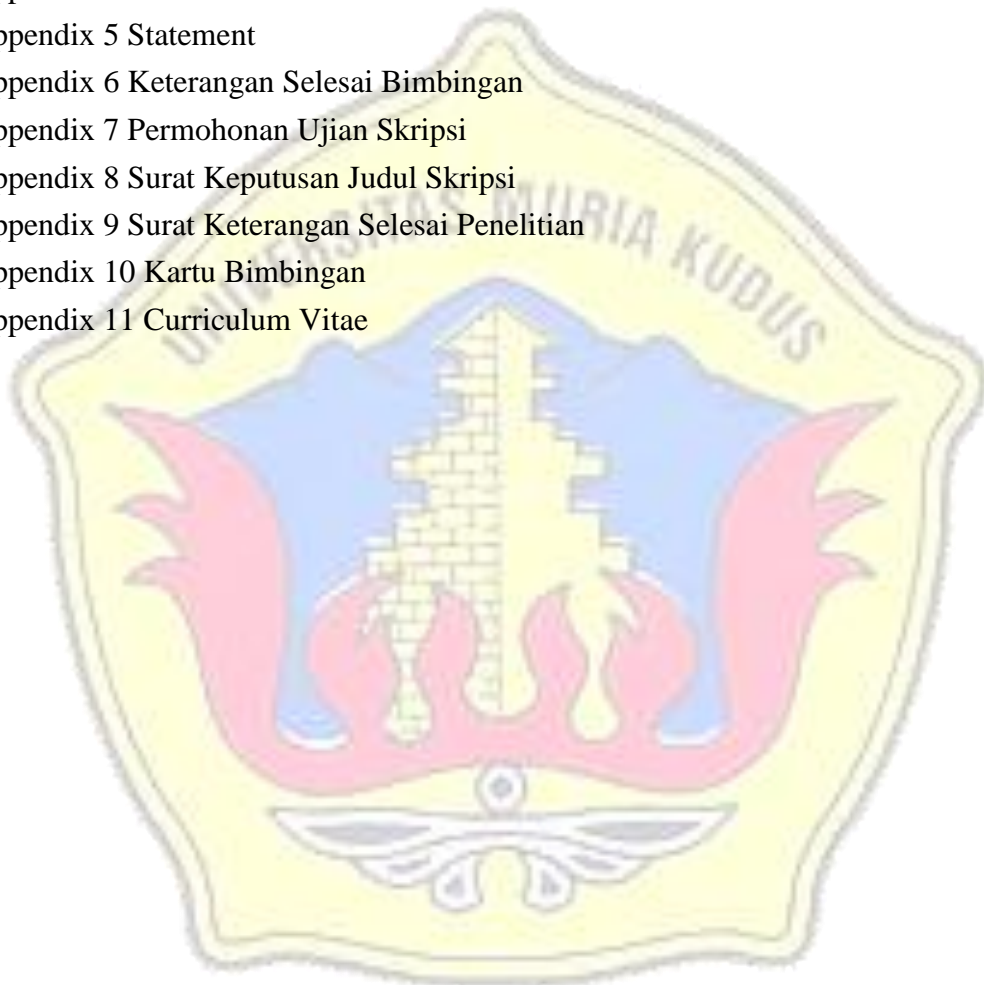 ppendix 5 Statement
ppendix 6 Keterangan Selesai Bimbingan
ppendix 7 Permohonan Ujian Skripsi
ppendix 8 Surat Keputusan Judul Skripsi
ppendix 9 Surat Keterangan Selesai Penelitian
ppendix 10 Kartu Bimbingan
ppendix 11 Curriculum Vitae
UNIVERSITAS MURIA KUDUS